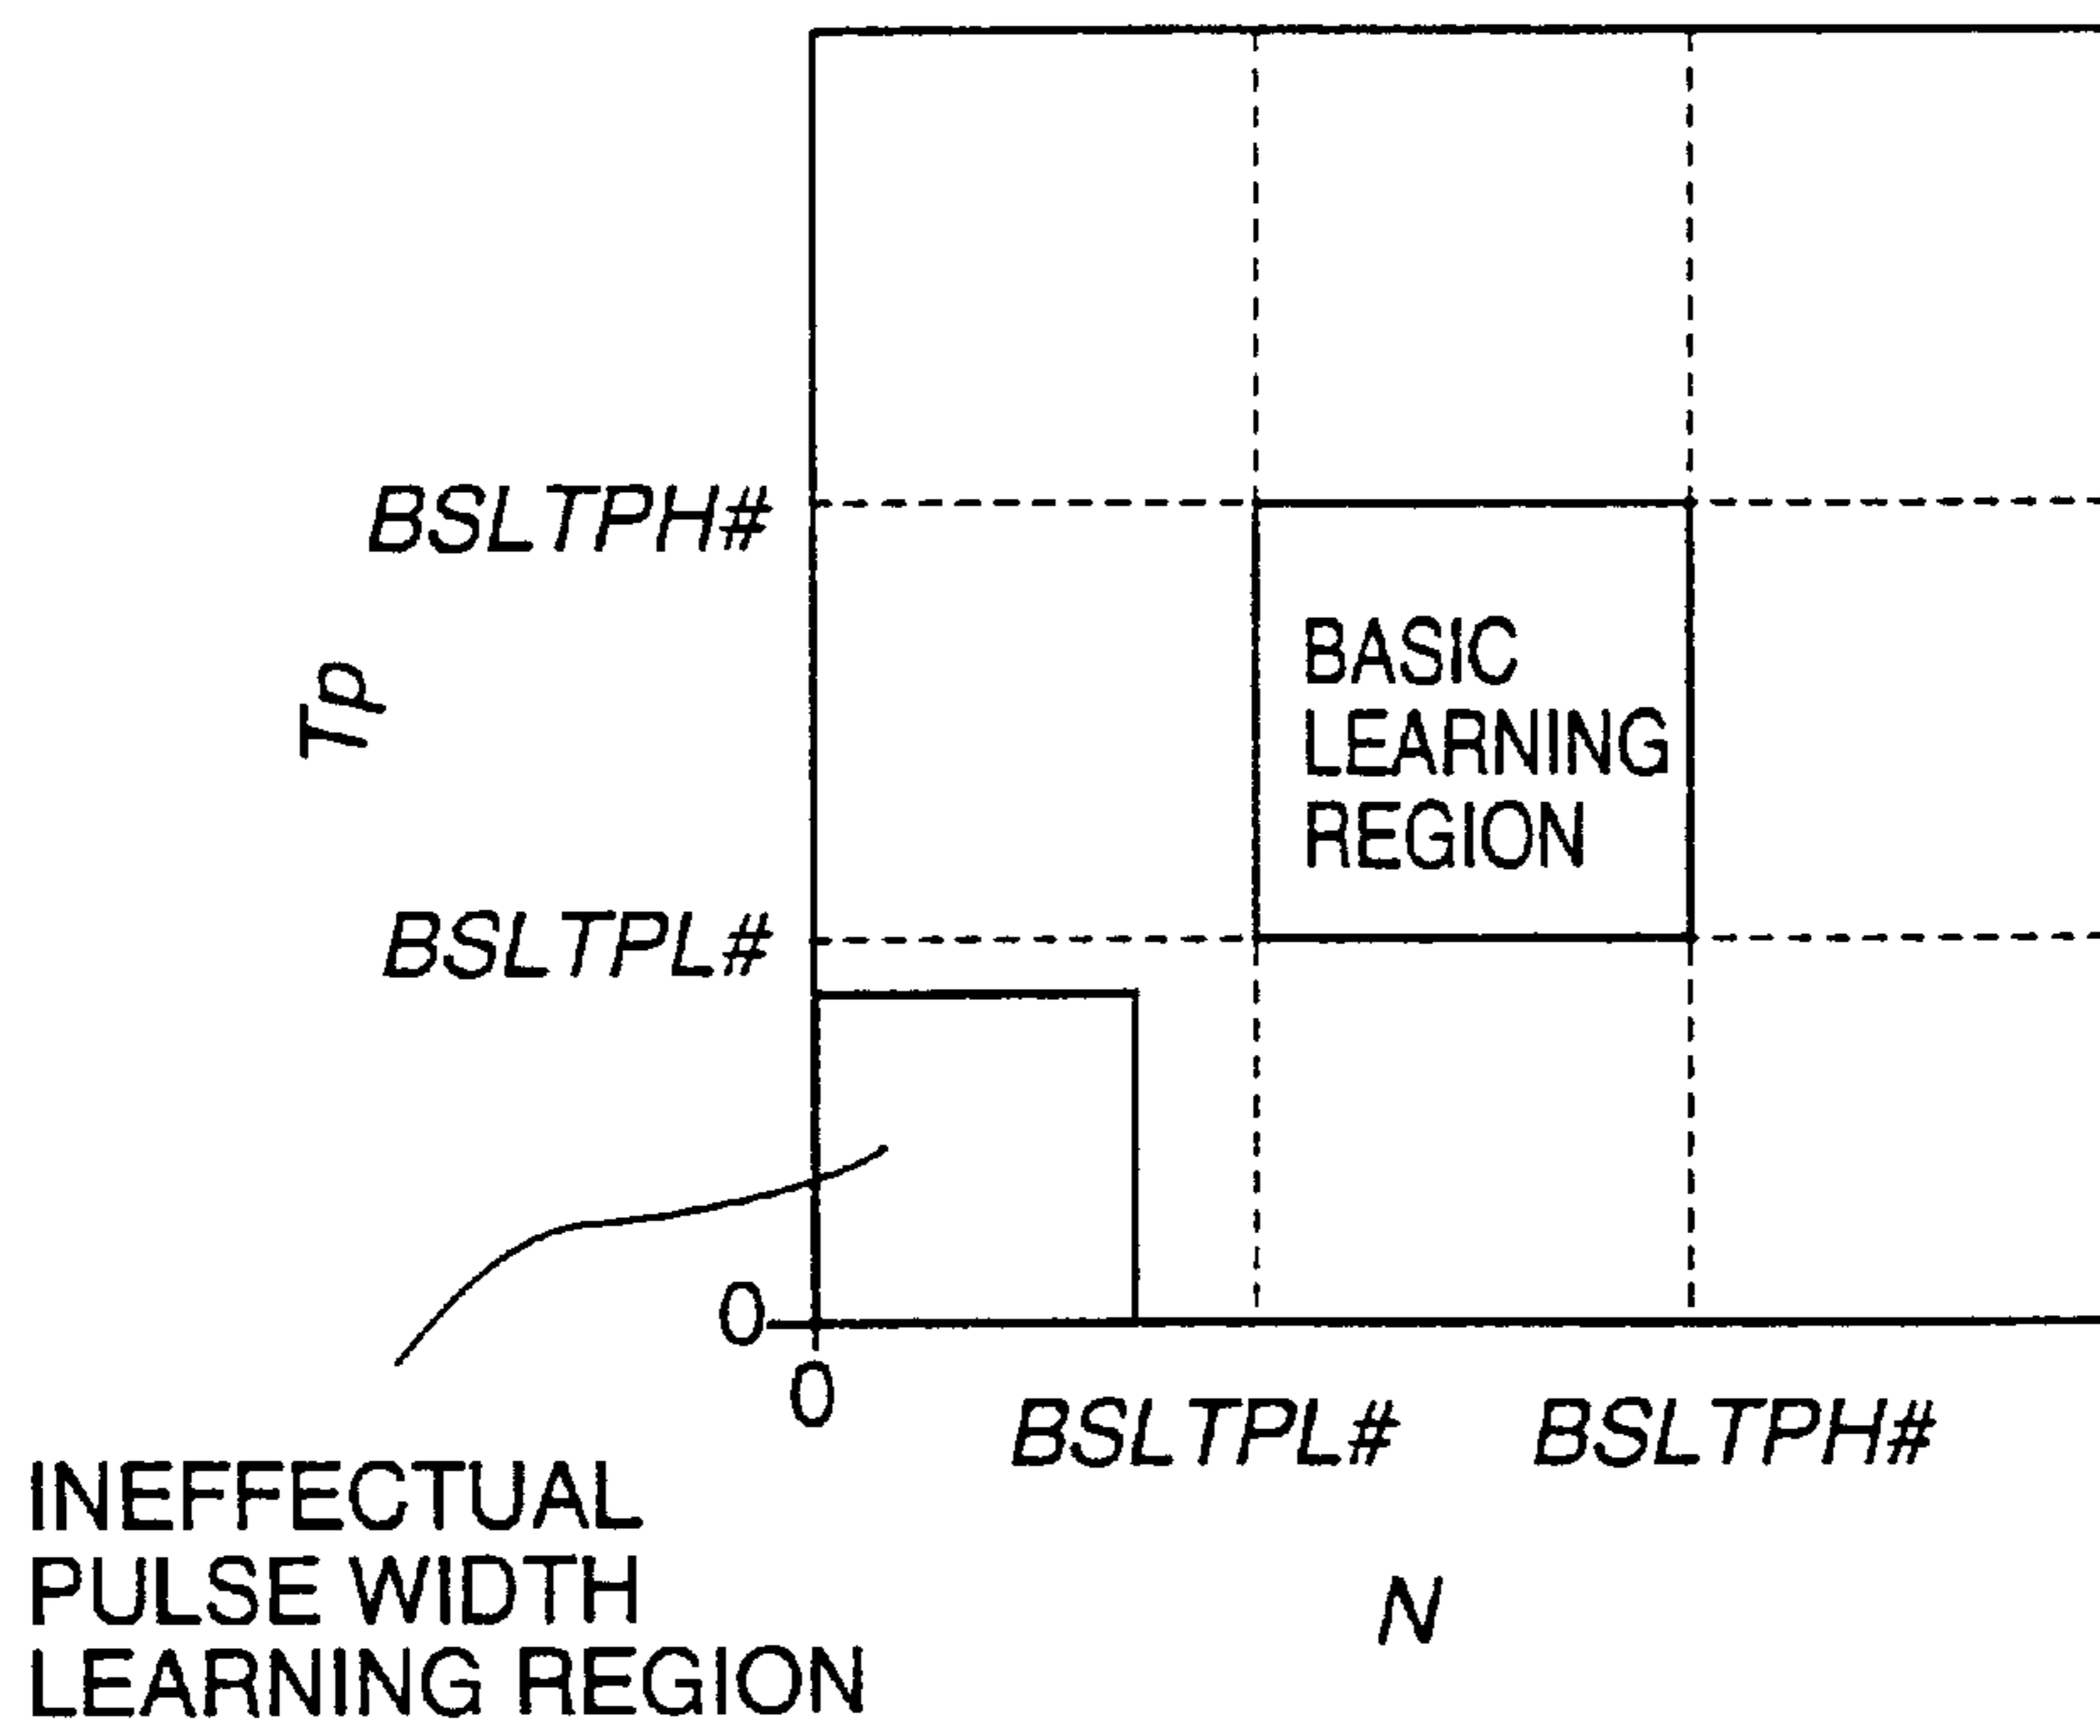 BSLTPH#
Tp
BASIC
LEARNING
REGION
BSLTPL#
0
0
BSLTPL#
BSLTPH#
INEFFECTUAL
PULSE WIDTH
LEARNING REGION
N